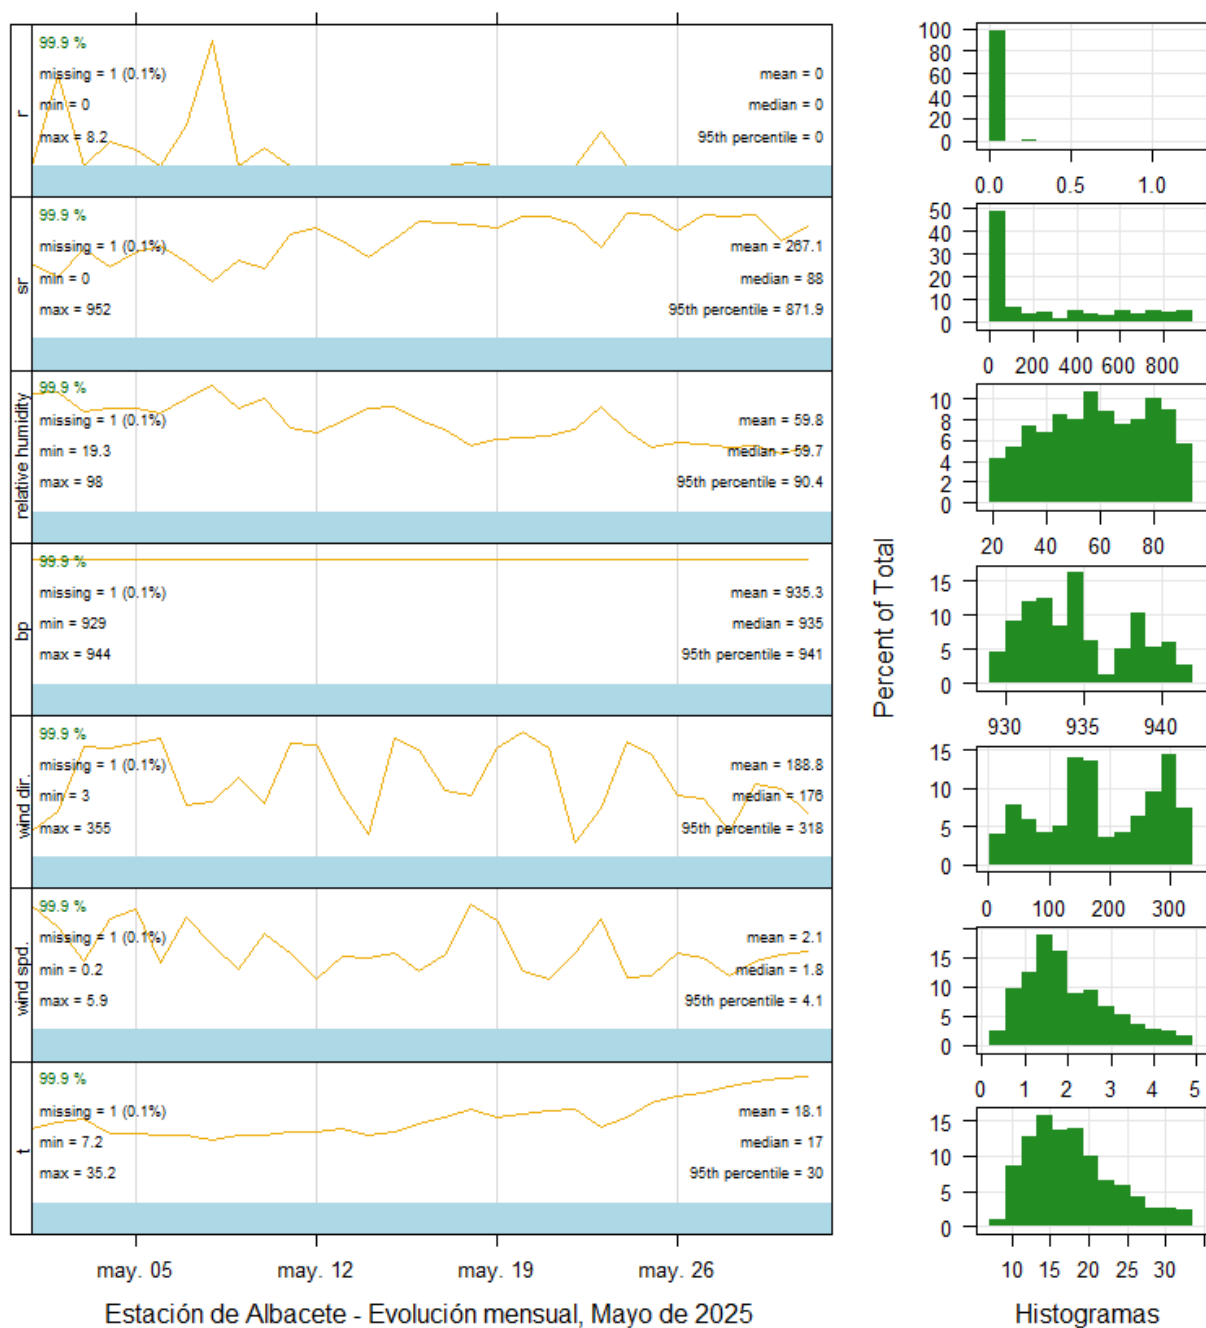 r
99.9 %
missing = 1 (0.1%)
min = 0
max = 8.2
mean = 0
median = 0
95th percentile = 0
sr
99.9 %
missing = 1 (0.1%)
min = 0
max = 952
mean = 267.1
median = 88
95th percentile = 871.9
relative humidity
99.9 %
missing = 1 (0.1%)
min = 19.3
max = 98
mean = 59.8
median = 59.7
95th percentile = 90.4
bp
99.9 %
missing = 1 (0.1%)
min = 929
max = 944
mean = 935.3
median = 935
95th percentile = 941
wind dir.
99.9 %
missing = 1 (0.1%)
min = 3
max = 355
mean = 188.8
median = 176
95th percentile = 318
wind spd.
99.9 %
missing = 1 (0.1%)
min = 0.2
max = 5.9
mean = 2.1
median = 1.8
95th percentile = 4.1
t
99.9 %
missing = 1 (0.1%)
min = 7.2
max = 35.2
mean = 18.1
median = 17
95th percentile = 30
may. 05 may. 12 may. 19 may. 26
Estación de Albacete - Evolución mensual, Mayo de 2025
Percent of Total
100
80
60
40
20
0
0.0 0.5 1.0
50
40
30
20
10
0
0 200 400 600 800
10
8
6
4
2
0
20 40 60 80
15
10
5
0
930 935 940
15
10
5
0
0 100 200 300
15
10
5
0
0 1 2 3 4 5
15
10
5
0
10 15 20 25 30
Histogramas